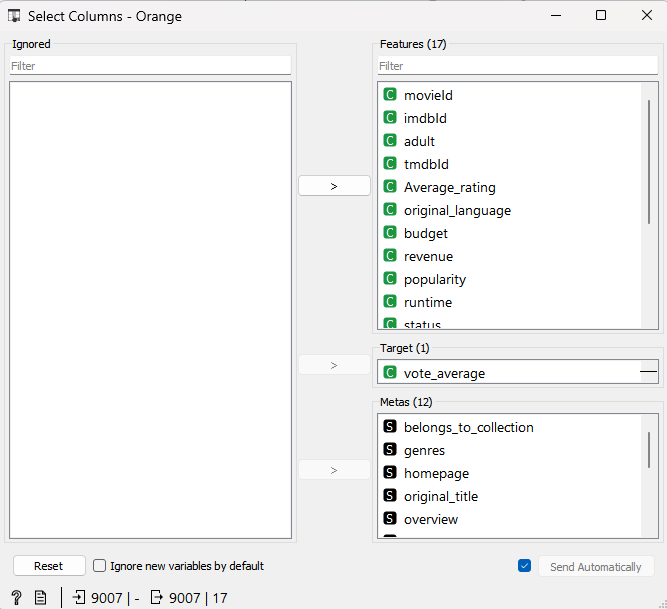 Select Columns - Orange
Ignored
Filter
Features (17)
Filter
C movieId
C imdbId
C adult
C tmdbId
C Average_rating
C original_language
C budget
C revenue
C popularity
C runtime
C status
>
Target (1)
C vote_average
>
Metas (12)
S belongs_to_collection
S genres
S homepage
S original_title
S overview
>
Reset
Ignore new variables by default
Send Automatically
? 9007 | - 9007 | 17